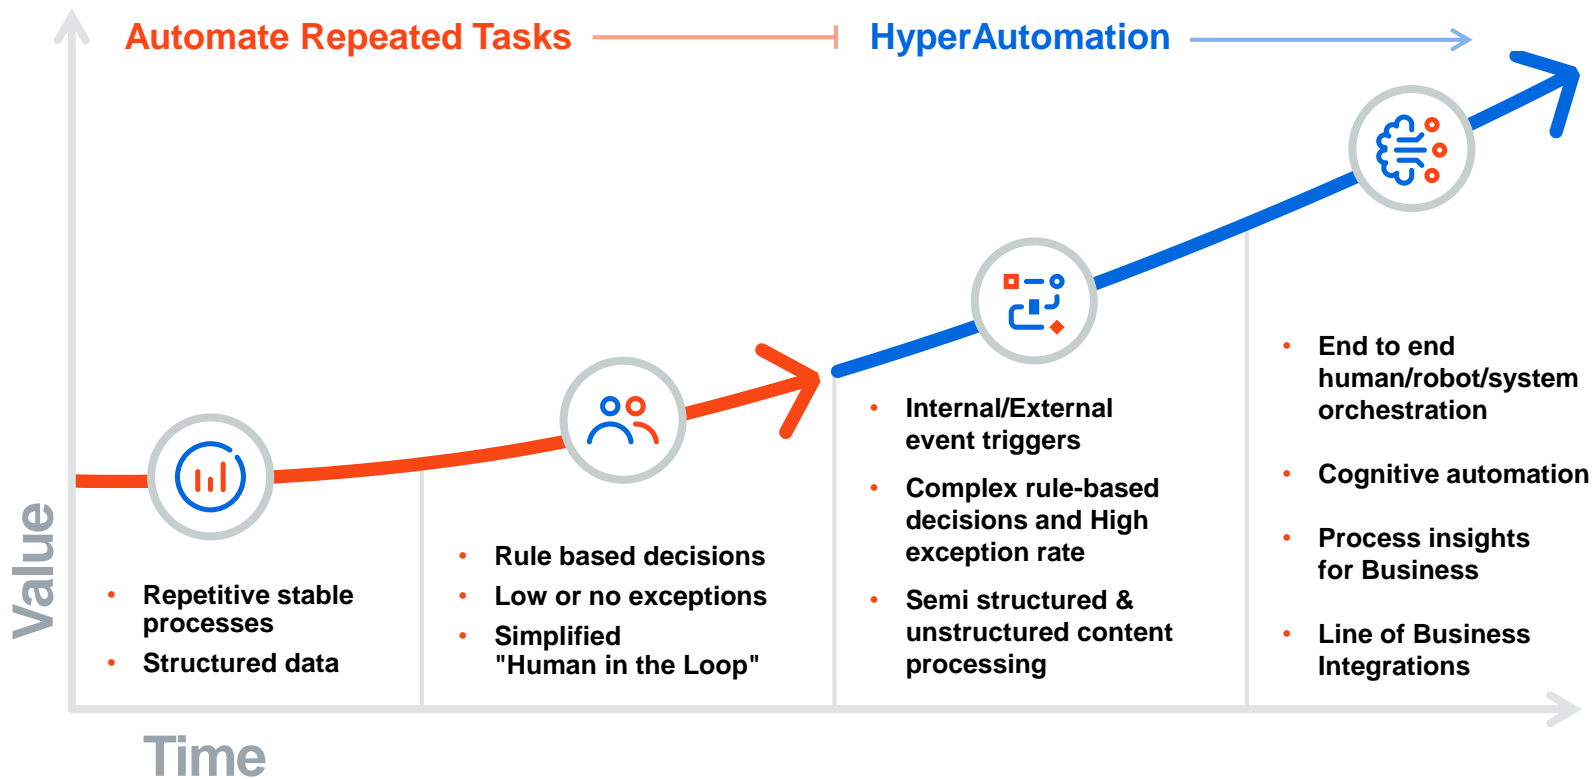 Automate Repeated Tasks
HyperAutomation
Value
• Repetitive stable
processes
• Structured data
• Rule based decisions
• Low or no exceptions
• Simplified
"Human in the Loop"
• Internal/External
event triggers
• Complex rule-based
decisions and High
exception rate
• Semi structured &
unstructured content
processing
• End to end
human/robot/system
orchestration
• Cognitive automation
• Process insights
for Business
• Line of Business
Integrations
Time